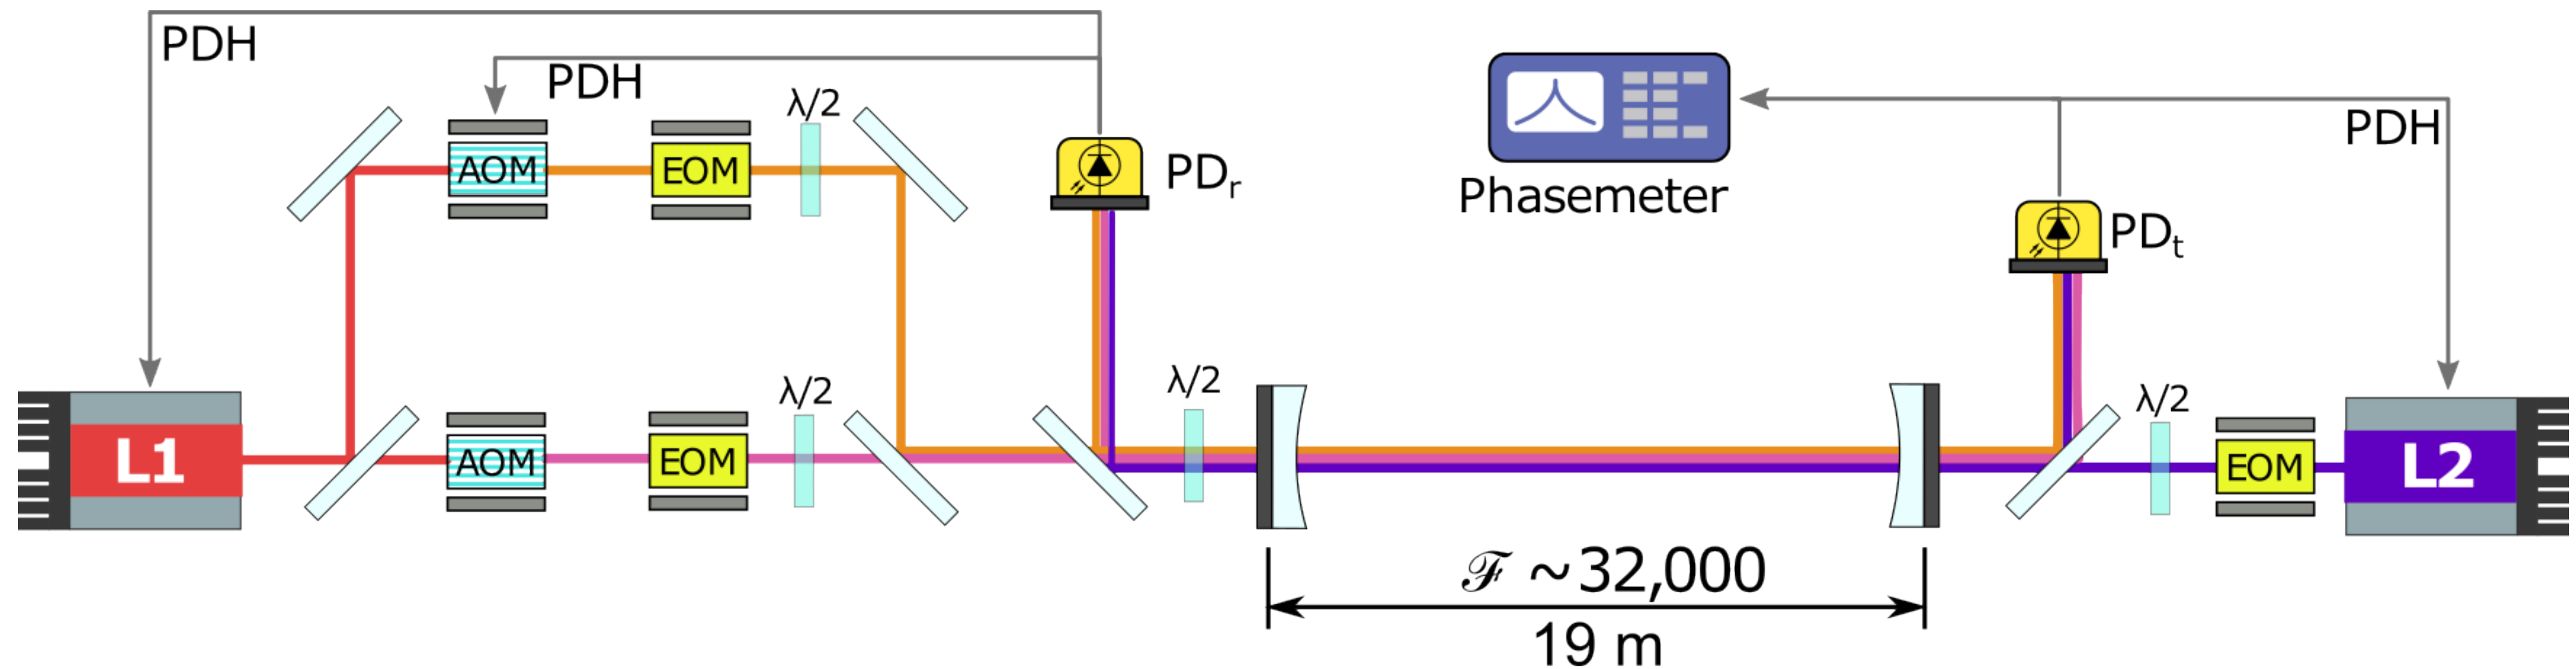 PDH
PDH
λ/2
AOM
EOM
PDr
Phasemeter
PDH
PDt
L1
λ/2
AOM
EOM
λ/2
λ/2
EOM
L2
ℱ ~32,000
19 m